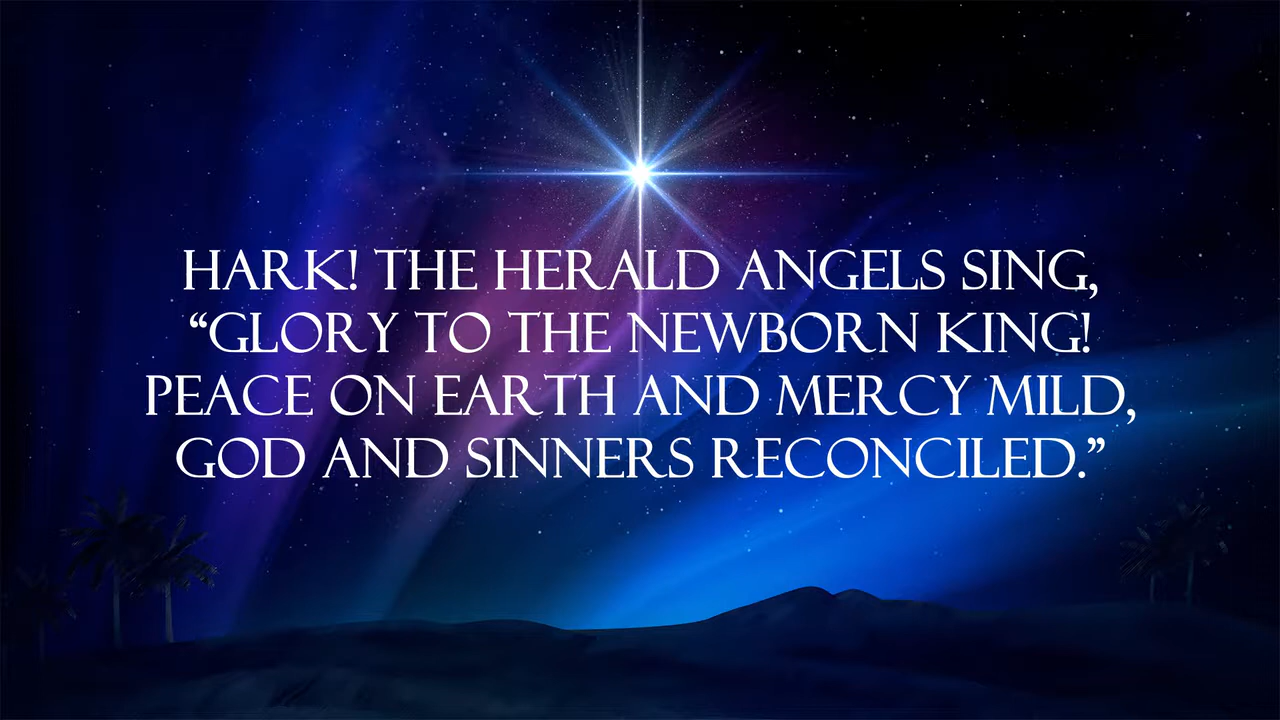 HARK! THE HERALD ANGELS SING,
“GLORY TO THE NEWBORN KING!
PEACE ON EARTH AND MERCY MILD,
GOD AND SINNERS RECONCILED.”